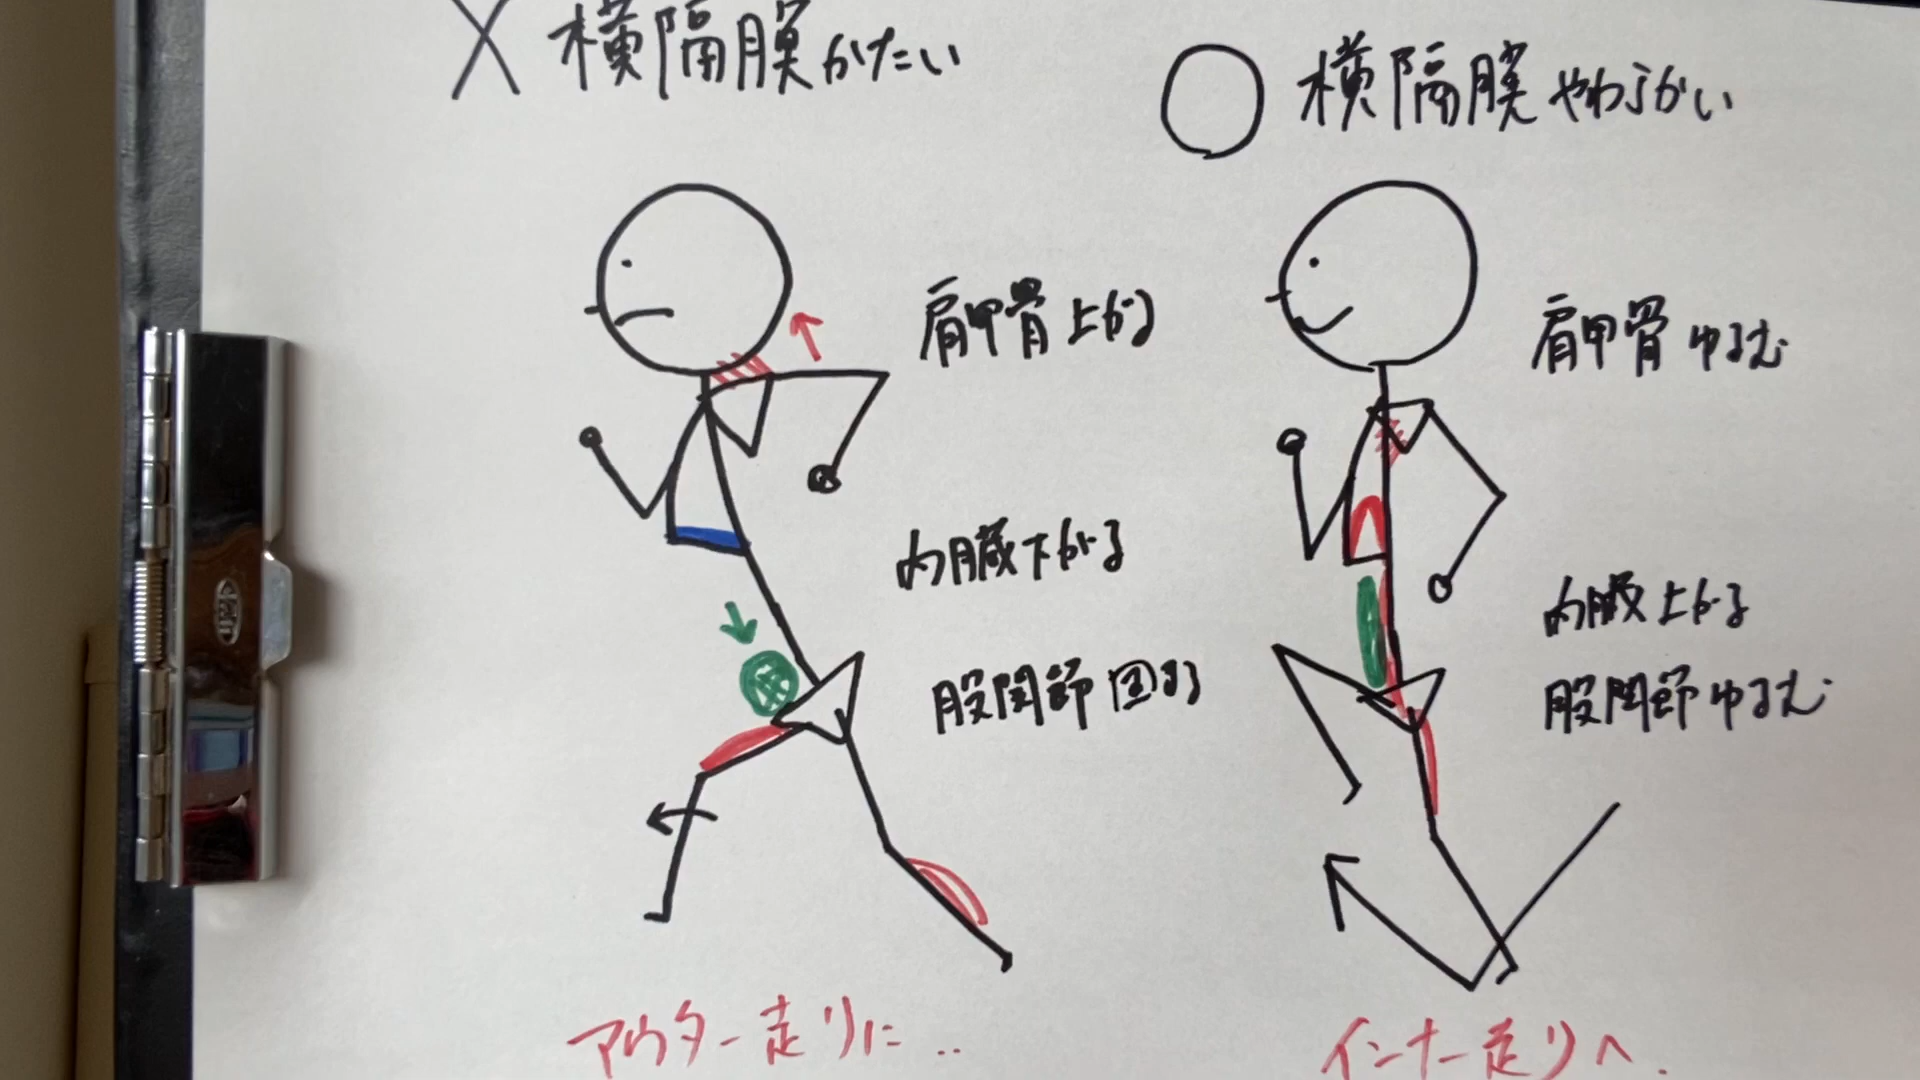 × 横隔膜かたい
肩甲骨上がる
内臓下がる
股関節固まる
アウター走りに..
○ 横隔膜やわらかい
肩甲骨ゆるむ
内臓上がる
股関節ゆるむ
インナー走りへ.